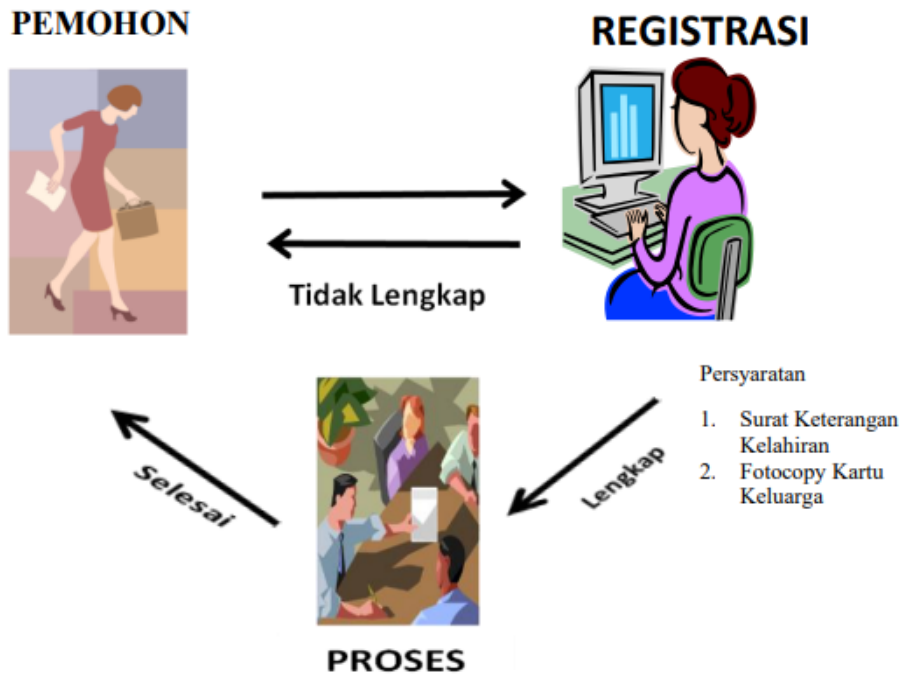 PEMOHON
REGISTRASI
Tidak Lengkap
Persyaratan
1. Surat Keterangan
Kelahiran
2. Fotocopy Kartu
Keluarga
Lengkap
Selesai
PROSES